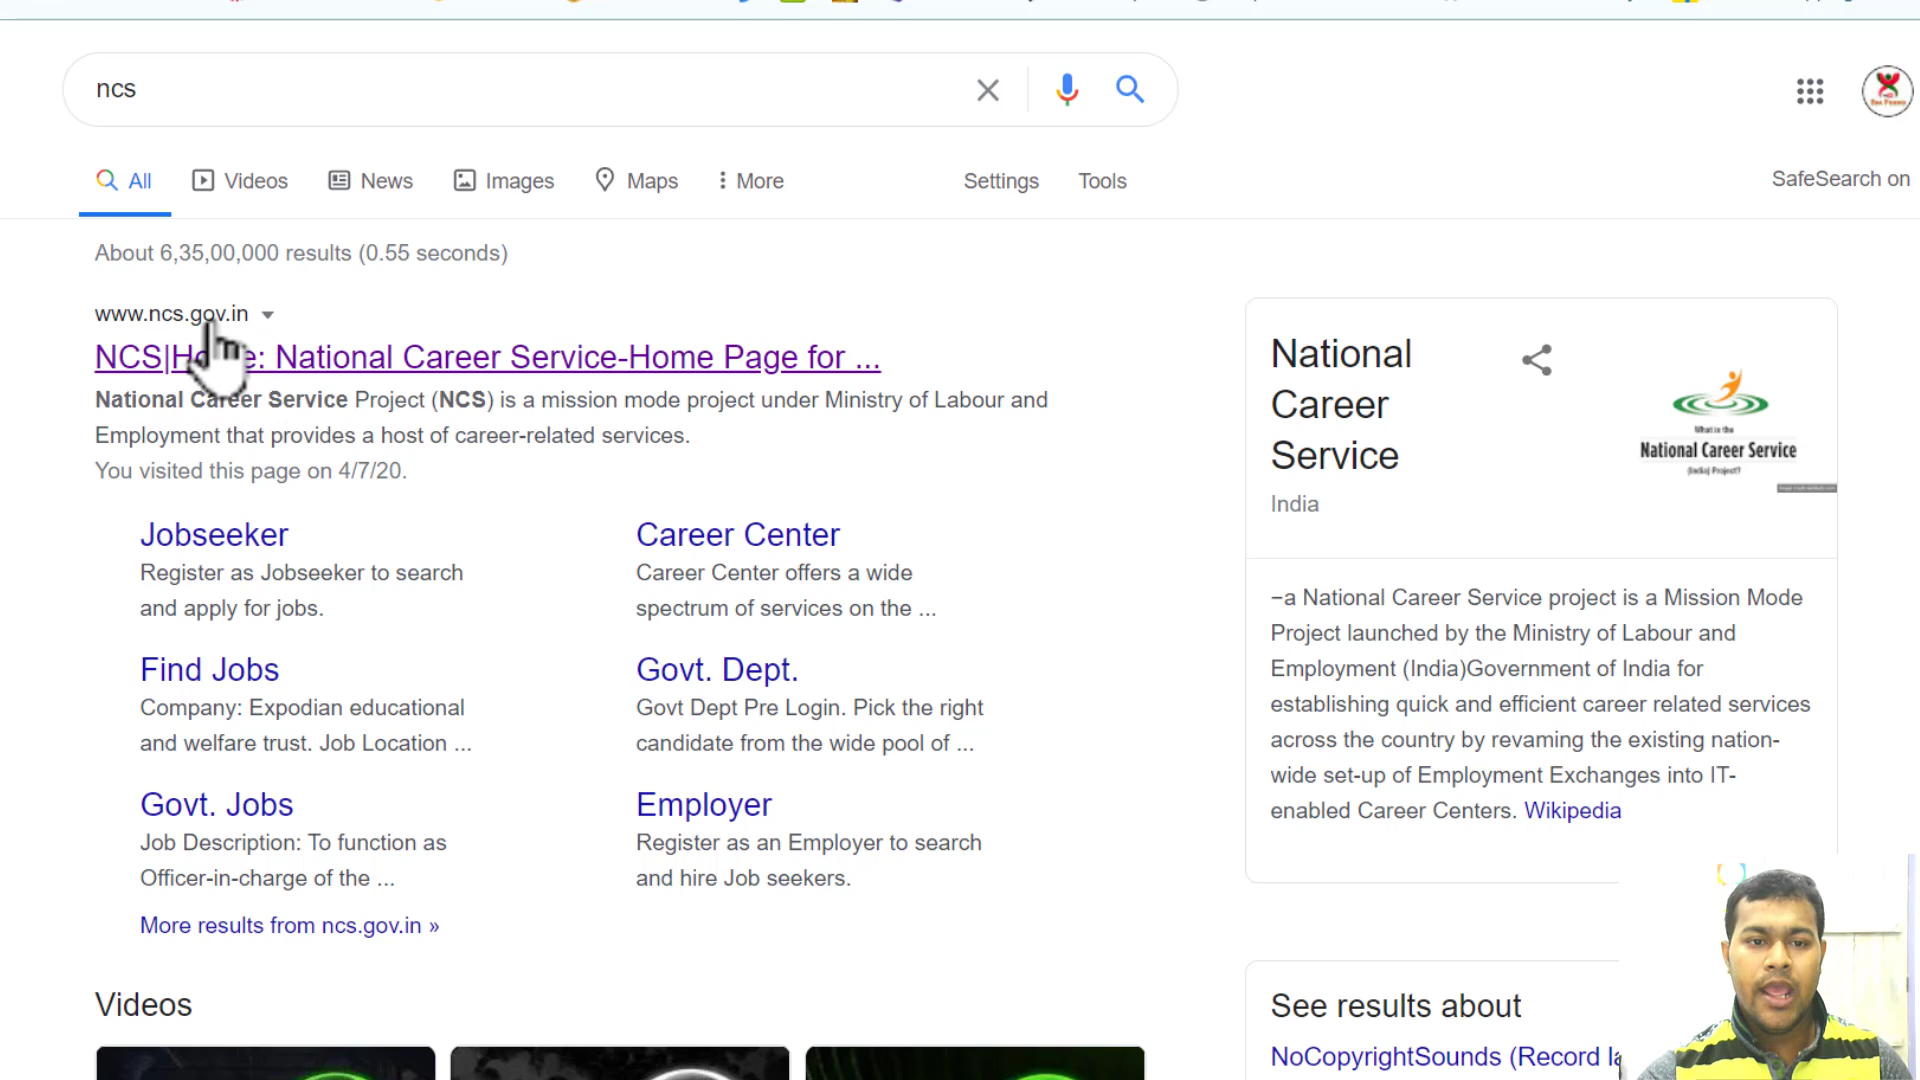 ncs
All
Videos
News
Images
Maps
More
Settings
Tools
SafeSearch on
About 6,35,00,000 results (0.55 seconds)
www.ncs.gov.in
NCS|Home: National Career Service-Home Page for ...
National Career Service Project (NCS) is a mission mode project under Ministry of Labour and
Employment that provides a host of career-related services.
You visited this page on 4/7/20.
Jobseeker
Register as Jobseeker to search
and apply for jobs.
Career Center
Career Center offers a wide
spectrum of services on the ...
Find Jobs
Company: Expodian educational
and welfare trust. Job Location ...
Govt. Dept.
Govt Dept Pre Login. Pick the right
candidate from the wide pool of ...
Govt. Jobs
Job Description: To function as
Officer-in-charge of the ...
Employer
Register as an Employer to search
and hire Job seekers.
More results from ncs.gov.in »
Videos
National
Career
Service
India
What is the
National Career Service
(India) Project?
−a National Career Service project is a Mission Mode
Project launched by the Ministry of Labour and
Employment (India)Government of India for
establishing quick and efficient career related services
across the country by revaming the existing nation-
wide set-up of Employment Exchanges into IT-
enabled Career Centers. Wikipedia
See results about
NoCopyrightSounds (Record